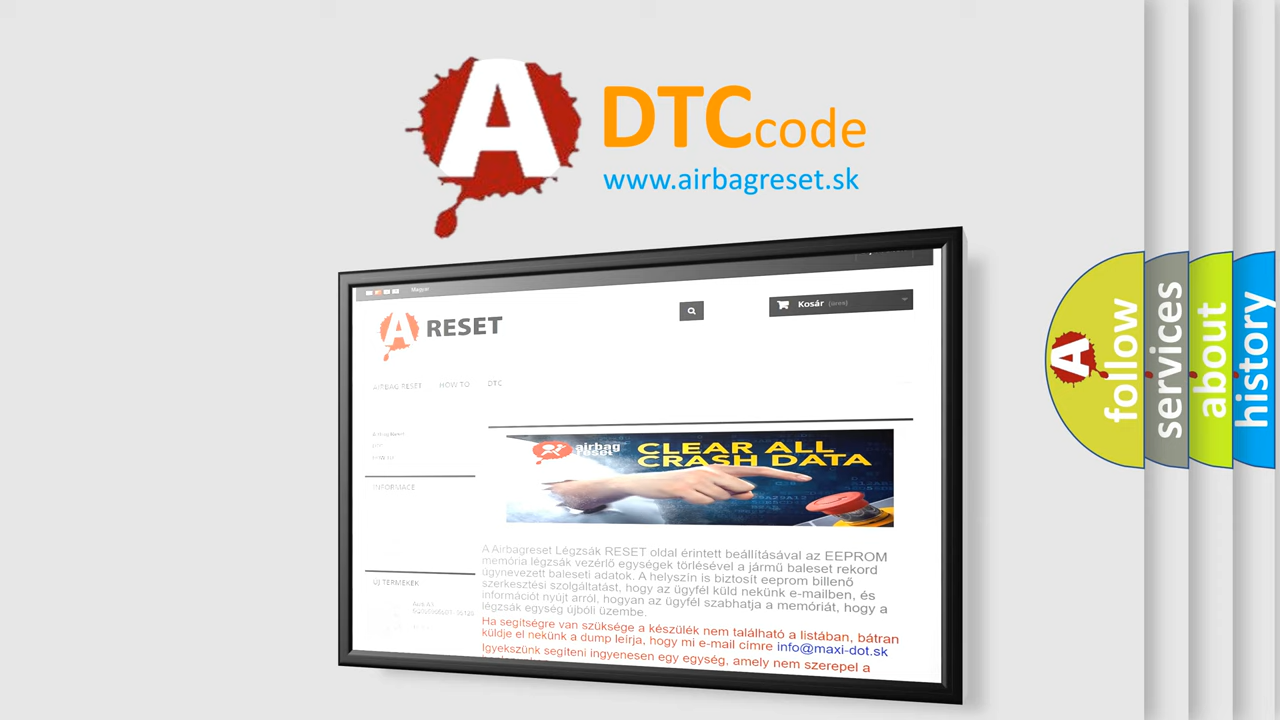 A
DTC code
www.airbagreset.sk
Magyar
A RESET
Kosár (üres)
AIRBAG RESET HOW TO DTC
INFORMACE
ÚJ TERMÉKEK
airbag
reset
CLEAR ALL
CRASH DATA
A Airbagreset Légzsák RESET oldal érintett beállításával az EEPROM
memória légzsák vezérlő egységek törlésével a jármű baleset rekord
úgynevezett baleseti adatok. A helyszín is biztosít eeprom billenő
szerkesztési szolgáltatást, hogy az ügyfél küld nekünk e-mailben, és
információt nyújt arról, hogyan az ügyfél szabhatja a memóriát, hogy a
légzsák egység újbóli üzembe.
Ha segítségre van szüksége a készülék nem található a listában, bátran
küldje el nekünk a dump leírja, hogy mi e-mail címre info@maxi-dot.sk
Igyekszünk segíteni ingyenesen egy egység, amely nem szerepel a
A
follow
services
about
history